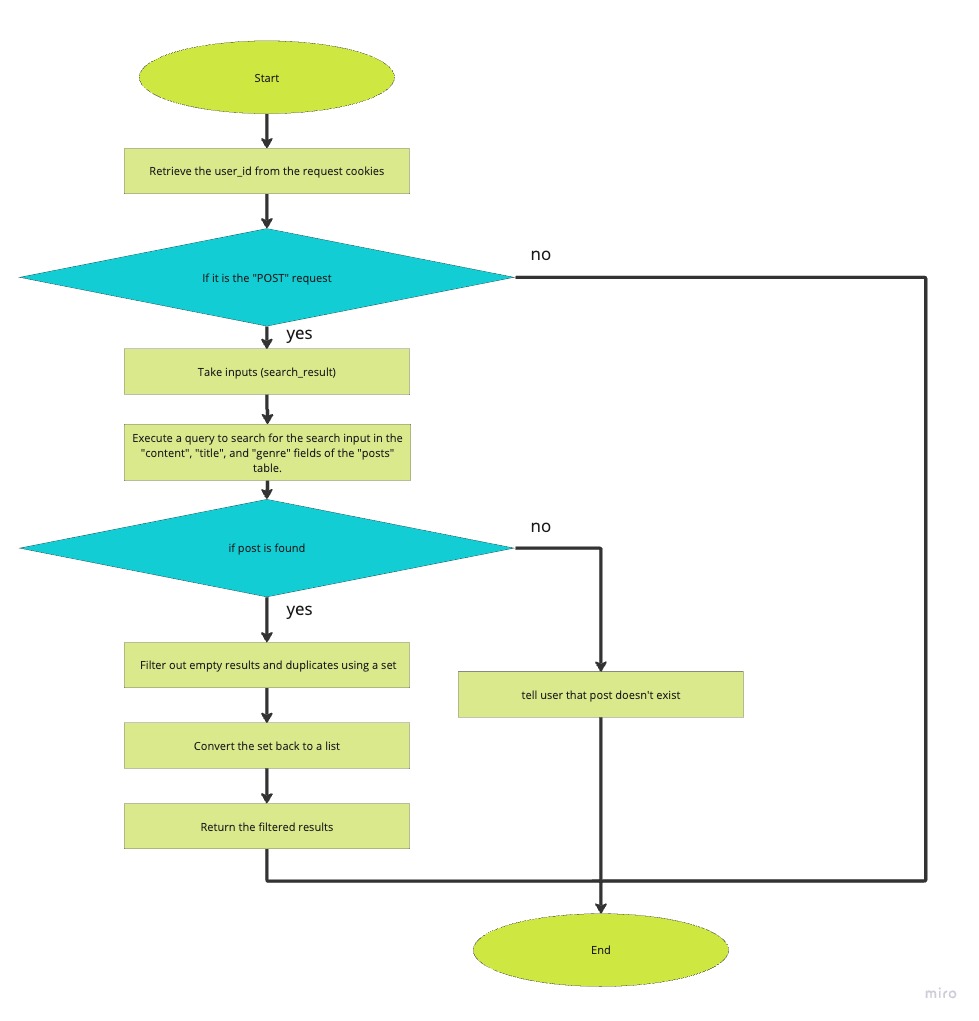 Start
Retrieve the user_id from the request cookies
no
If it is the "POST" request
yes
Take inputs (search_result)
Execute a query to search for the search input in the
"content", "title", and "genre" fields of the "posts"
table.
no
if post is found
yes
Filter out empty results and duplicates using a set
tell user that post doesn't exist
Convert the set back to a list
Return the filtered results
End
miro